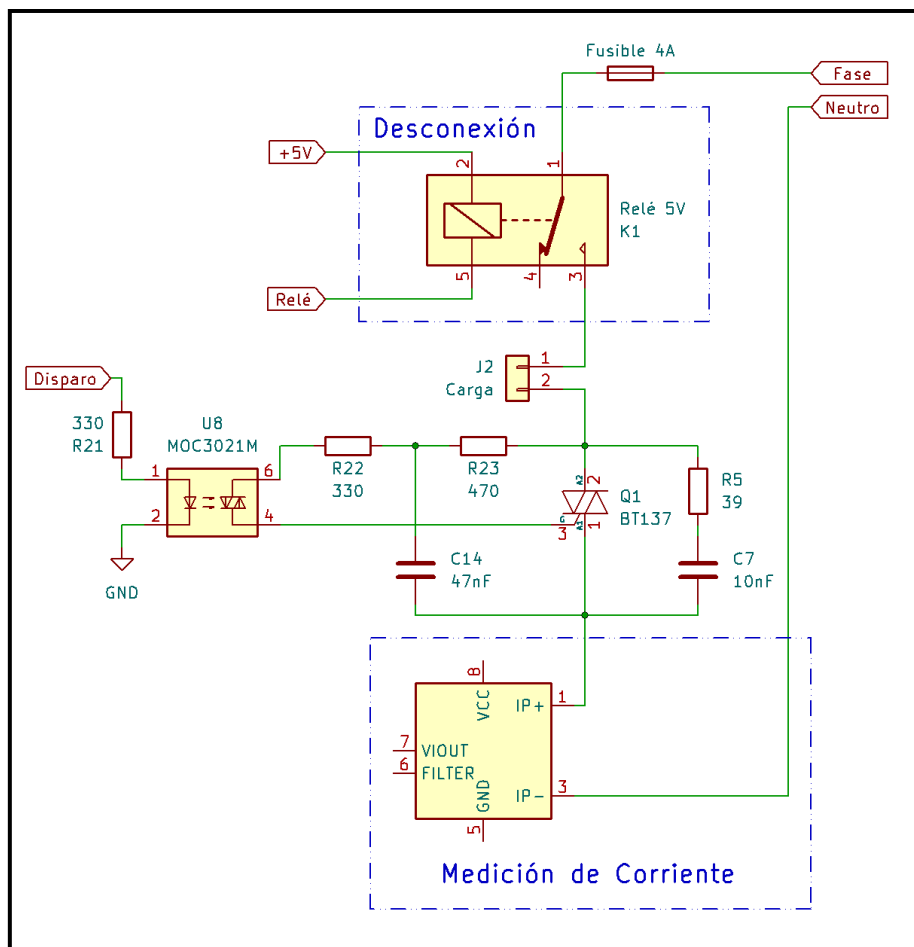 Fusible 4A
Fase
Neutro
Desconexión
+5V
2
1
Relé 5V
K1
5
4
3
Relé
J2
1
Carga
2
Disparo
330
R21
U8
MOC3021M
1
6
2
4
R22
330
R23
470
A2
2
Q1
BT137
G
A1
3
1
R5
39
GND
C14
47nF
C7
10nF
8
VCC
IP+
1
7
VIOUT
6
FILTER
GND
5
IP-
3
Medición de Corriente